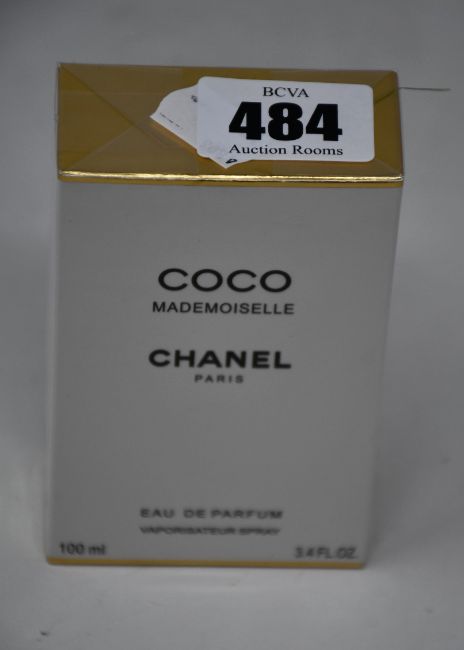 BCVA
484
Auction Rooms
COCO
MADEMOISELLE
CHANEL
PARIS
EAU DE PARFUM
VAPORISATEUR SPRAY
100 ml 3.4 FL.OZ.